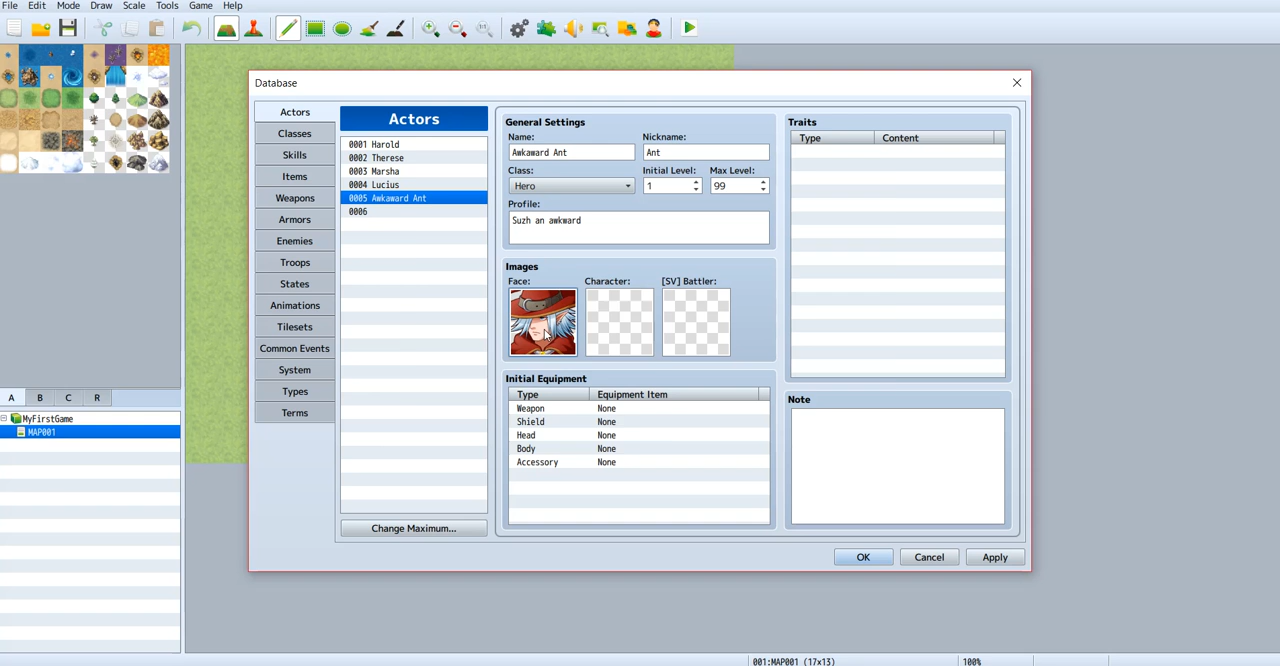 File Edit Mode Draw Scale Tools Game Help
1:1
Database
Actors
Classes
Skills
Items
Weapons
Armors
Enemies
Troops
States
Animations
Tilesets
Common Events
System
Types
Terms
Actors
0001 Harold
0002 Therese
0003 Marsha
0004 Lucius
0005 Awkaward Ant
0006
Change Maximum...
General Settings
Name: Nickname:
Awkaward Ant Ant
Class: Initial Level: Max Level:
Hero 1 99
Profile:
Suzh an awkward
Images
Face: Character: [SV] Battler:
Initial Equipment
Type Equipment Item
Weapon None
Shield None
Head None
Body None
Accessory None
Traits
Type Content
Note
OK Cancel Apply
A B C R
MyFirstGame
MAP001
001:MAP001 (17x13) 100%